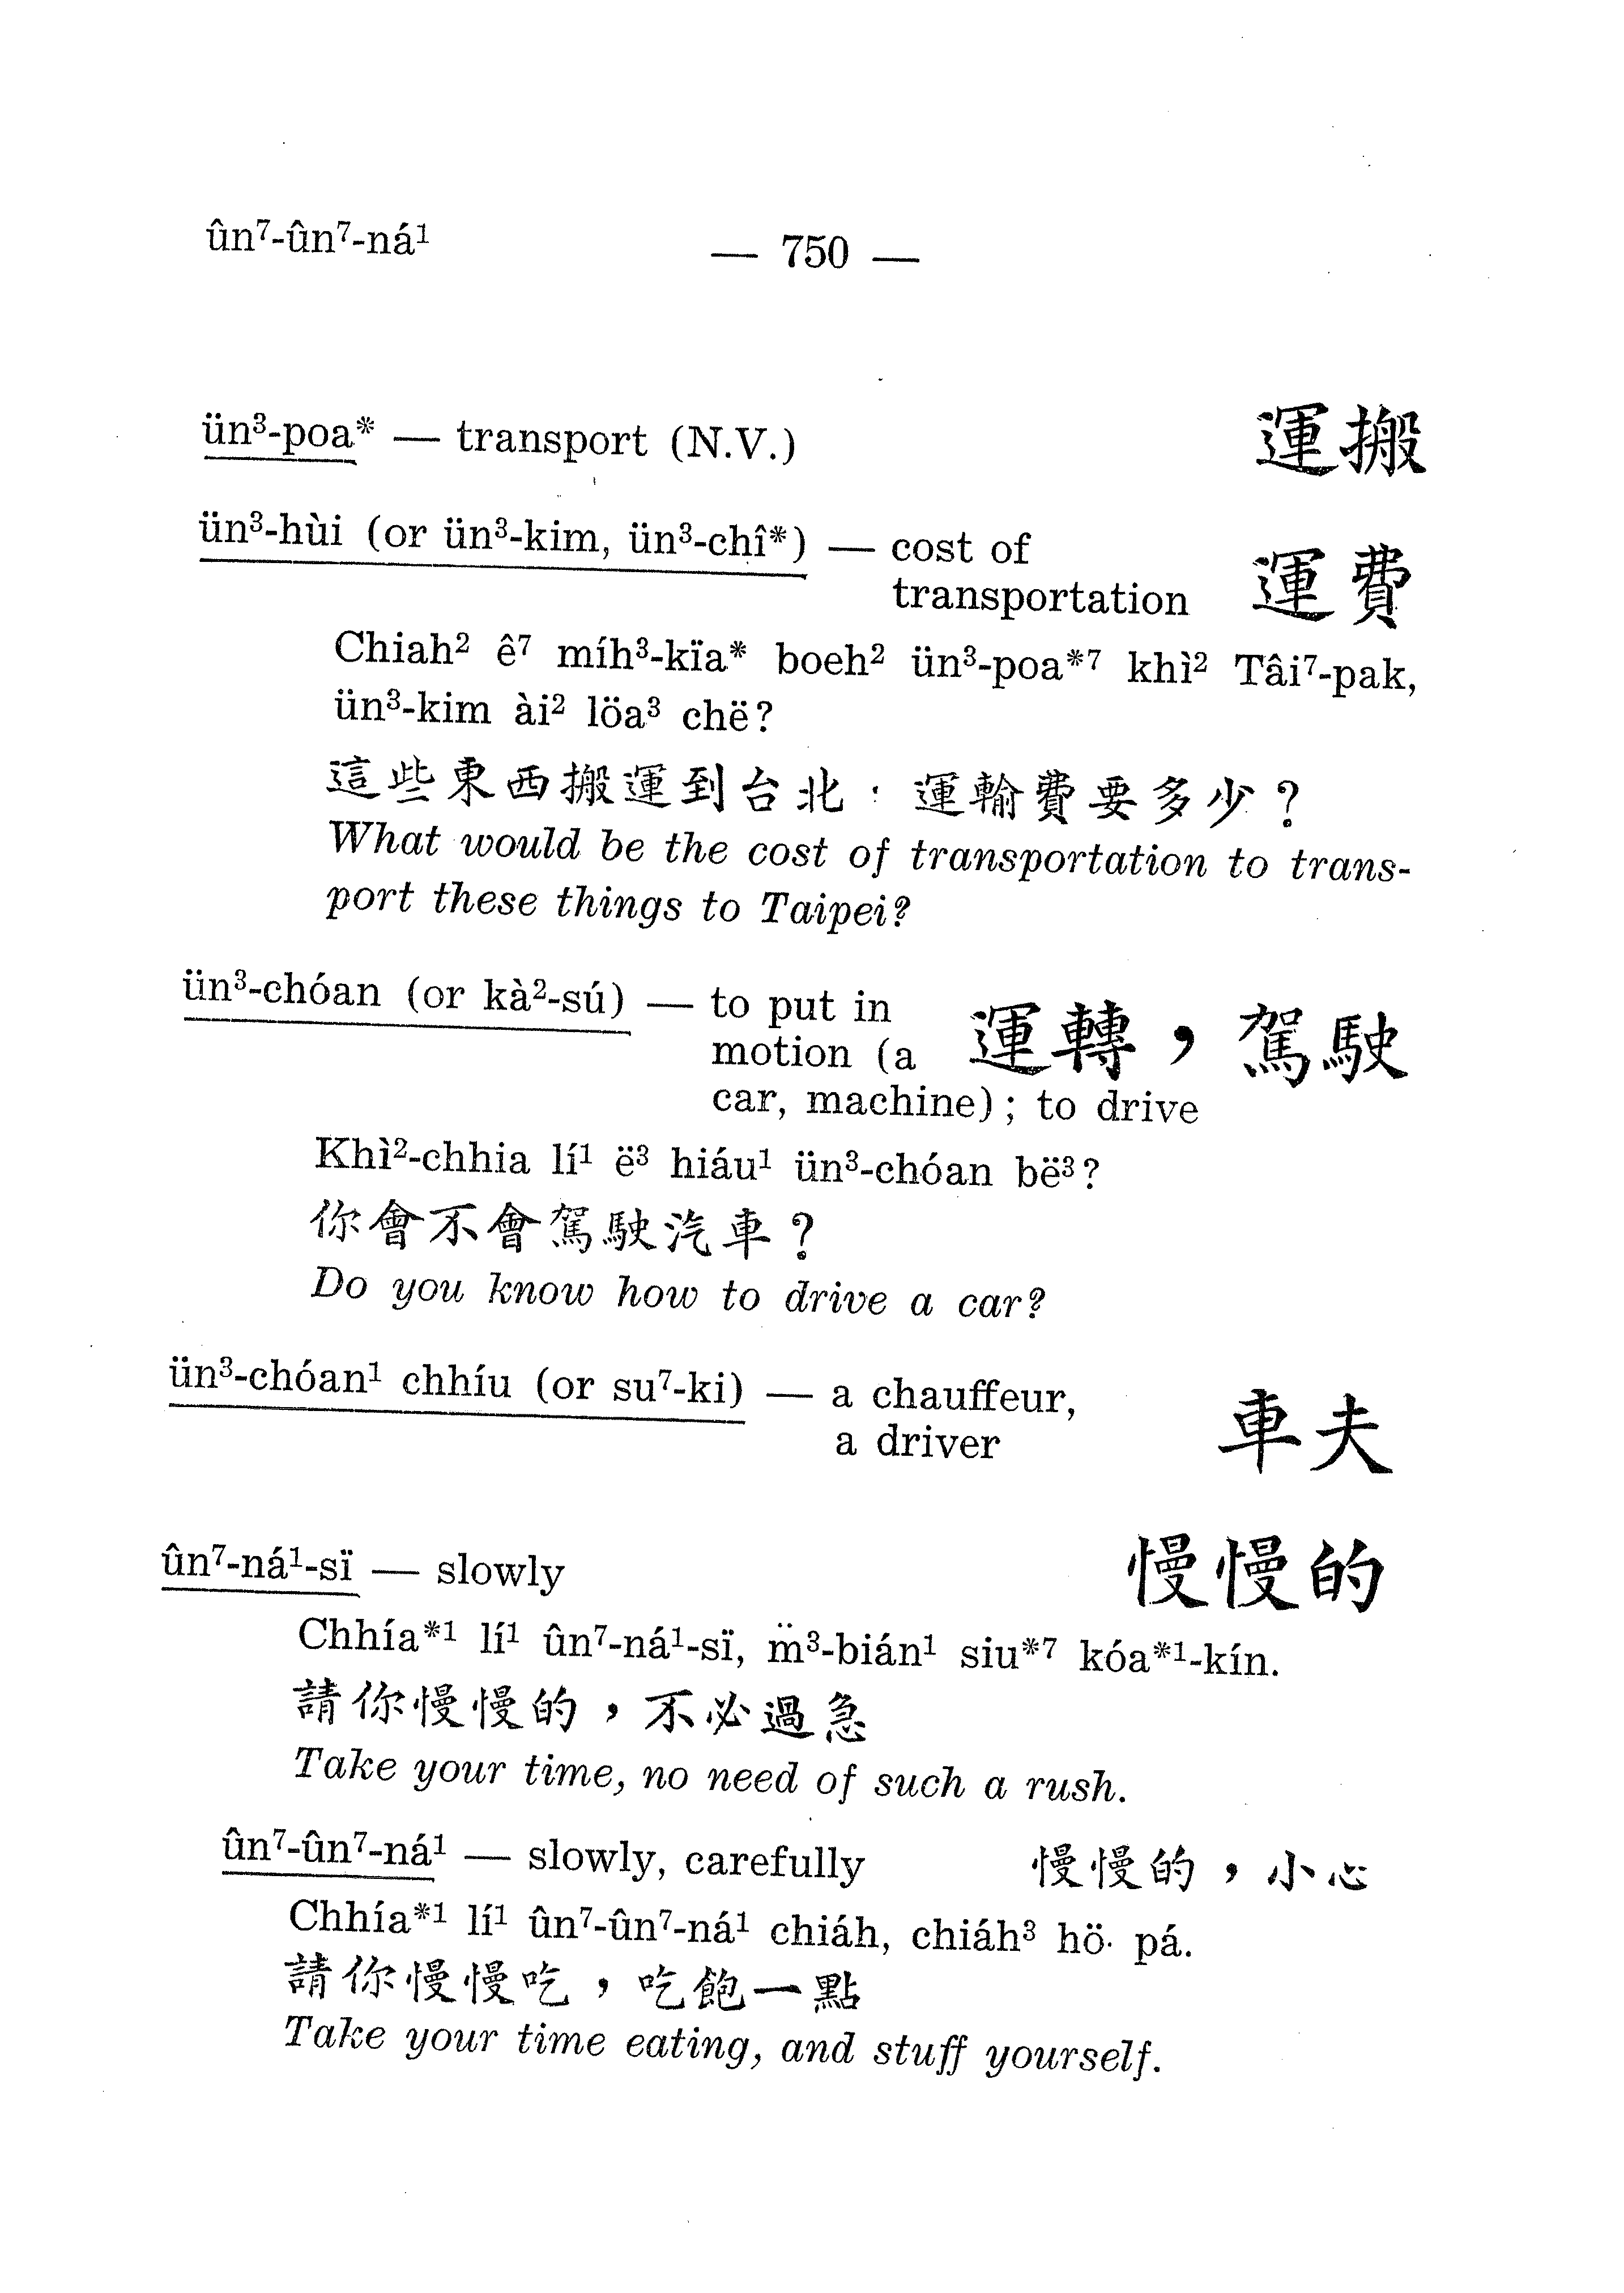 ûn⁷-ûn⁷-ná¹
— 750 —
ün³-poa* — transport (N.V.) 運搬
ün³-hùi (or ün³-kim, ün³-chî*) — cost of
transportation 運費
Chiah² ê⁷ míh³-kïa* boeh² ün³-poa*⁷ khì² Tâi⁷-pak,
ün³-kim ài² löa³ chë?
這些東西搬運到台北，運輸費要多少？
What would be the cost of transportation to trans-
port these things to Taipei?
ün³-chóan (or kà²-sú) — to put in
motion (a 運轉，駕駛
car, machine); to drive
Khì²-chhia lí¹ ë³ hiáu¹ ün³-chóan bë³?
你會不會駕駛汽車？
Do you know how to drive a car?
ün³-chóan¹ chhíu (or su⁷-ki) — a chauffeur,
a driver 車夫
ûn⁷-ná¹-sï — slowly 慢慢的
Chhía*¹ lí¹ ûn⁷-ná¹-sï, m̈³-bián¹ siu*⁷ kóa*¹-kín.
請你慢慢的，不必過急
Take your time, no need of such a rush.
ûn⁷-ûn⁷-ná¹ — slowly, carefully 慢慢的，小心
Chhía*¹ lí¹ ûn⁷-ûn⁷-ná¹ chiáh, chiáh³ hö· pá.
請你慢慢吃，吃飽一點
Take your time eating, and stuff yourself.